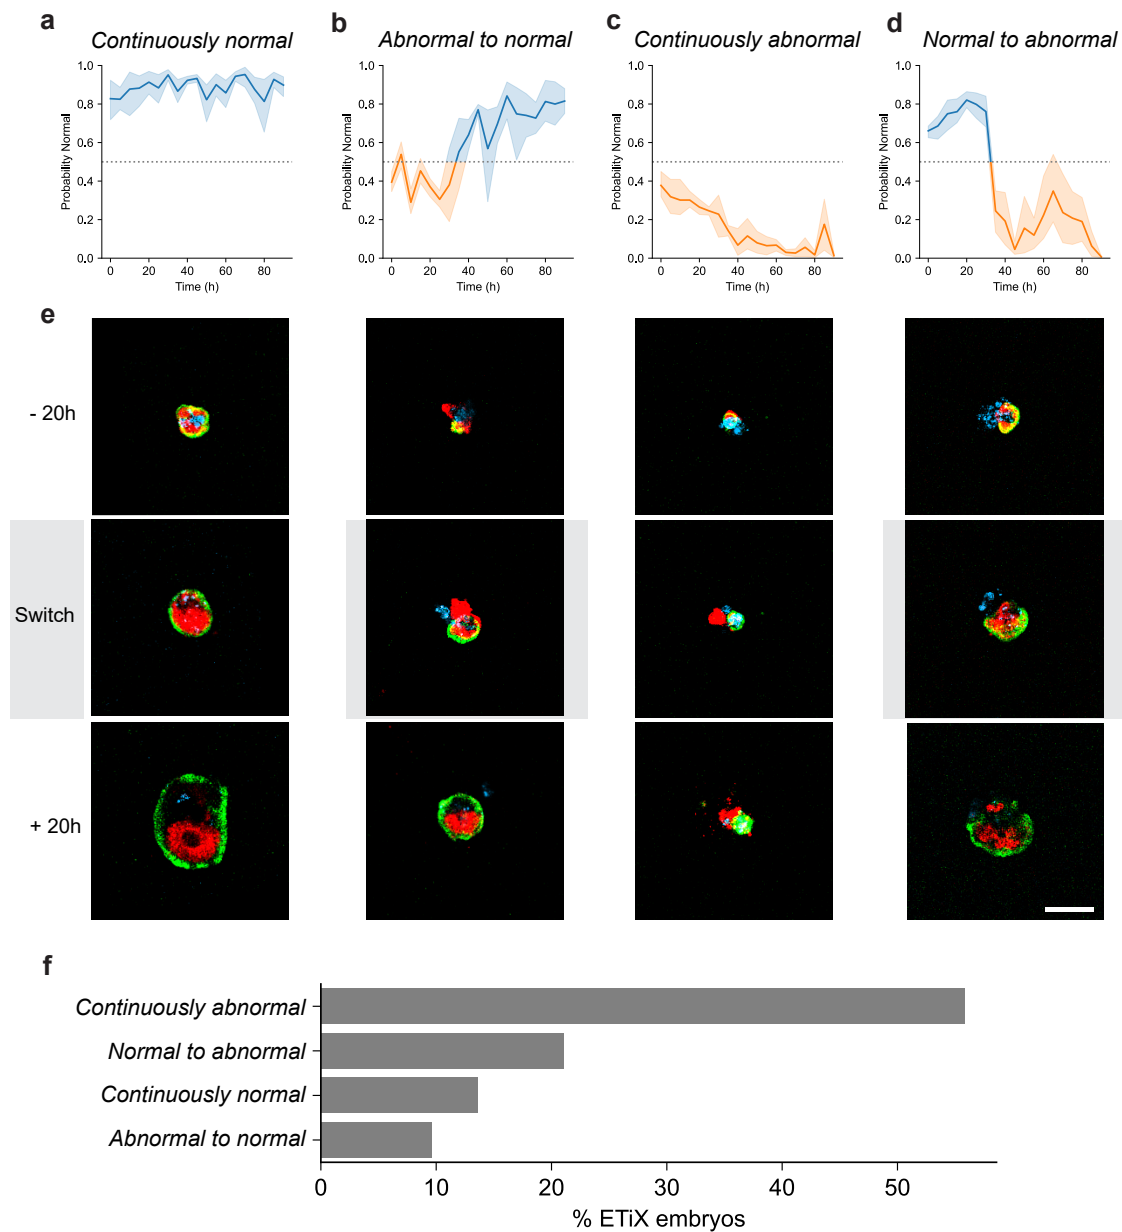 a
Continuously normal
b
Abnormal to normal
c
Continuously abnormal
d
Normal to abnormal
1.0
0.8
0.6
0.4
0.2
0.0
Probability Normal
0
20
40
60
80
Time (h)
1.0
0.8
0.6
0.4
0.2
0.0
Probability Normal
0
20
40
60
80
Time (h)
1.0
0.8
0.6
0.4
0.2
0.0
Probability Normal
0
20
40
60
80
Time (h)
1.0
0.8
0.6
0.4
0.2
0.0
Probability Normal
0
20
40
60
80
Time (h)
e
- 20h
Switch
+ 20h
f
Continuously abnormal
Normal to abnormal
Continuously normal
Abnormal to normal
0
10
20
30
40
50
% ETiX embryos